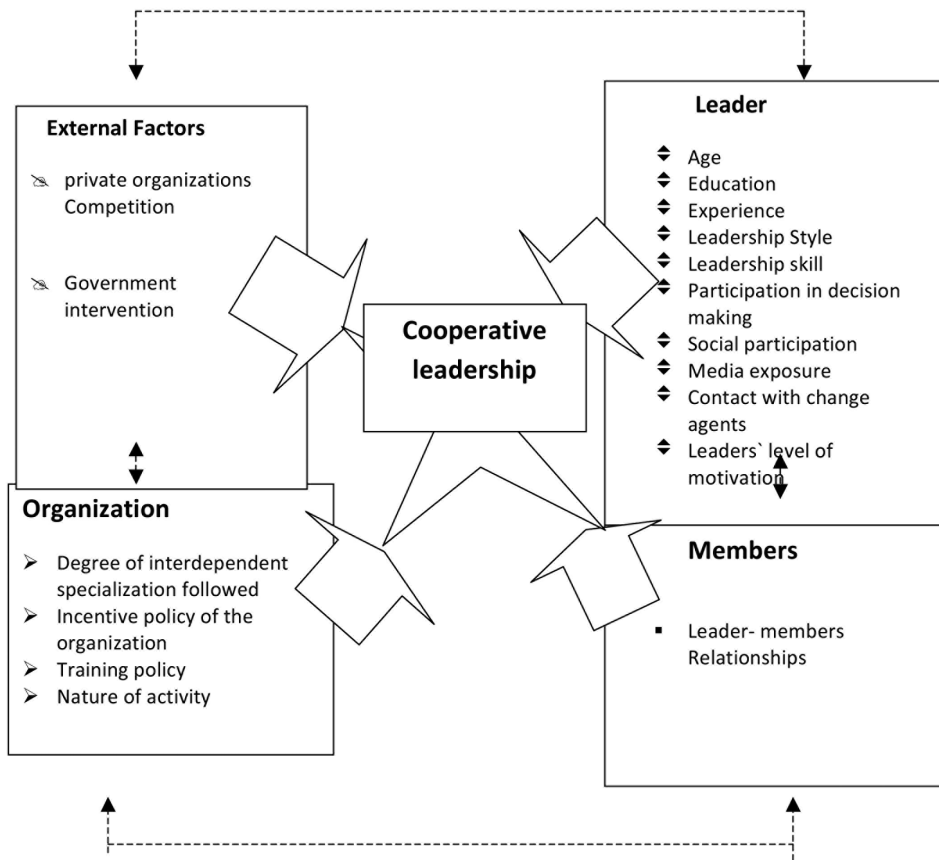 External Factors
private organizations
Competition
Government
intervention
Cooperative
leadership
Leader
Age
Education
Experience
Leadership Style
Leadership skill
Participation in decision
making
Social participation
Media exposure
Contact with change
agents
Leaders` level of
motivation
Organization
Degree of interdependent
specialization followed
Incentive policy of the
organization
Training policy
Nature of activity
Members
Leader- members
Relationships